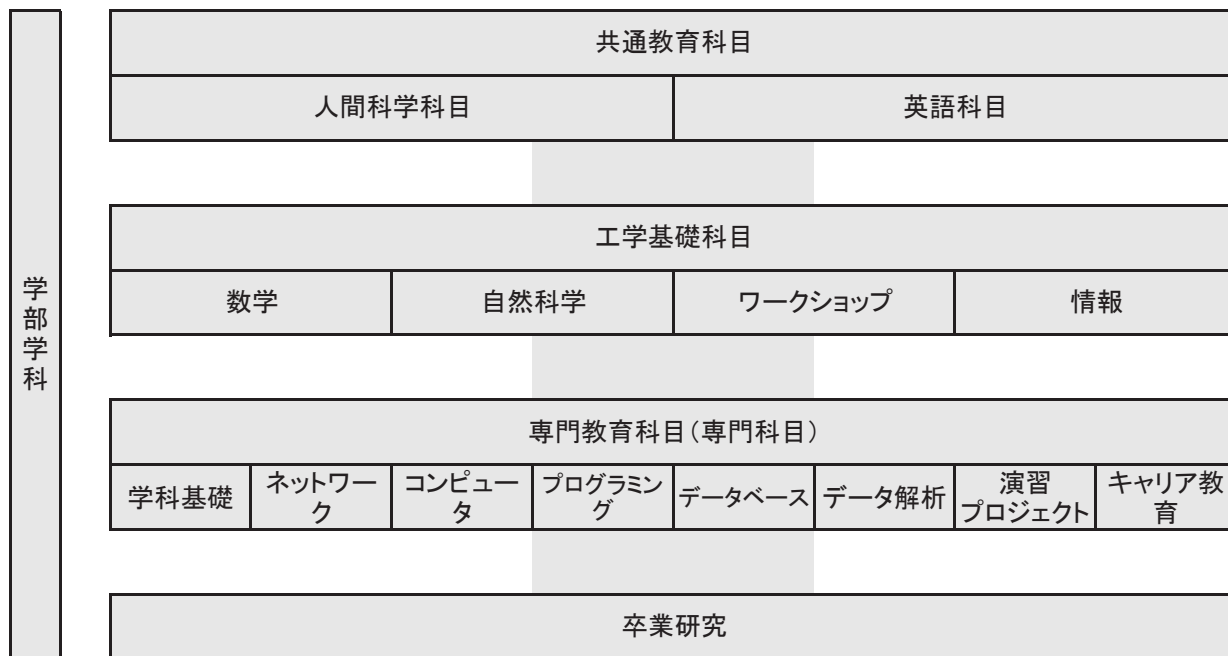 学部学科
共通教育科目
人間科学科目
英語科目
工学基礎科目
数学
自然科学
ワークショップ
情報
専門教育科目(専門科目)
学科基礎
ネットワー
ク
コンピュー
タ
プログラミン
グ
データベース
データ解析
演習
プロジェクト
キャリア教
育
卒業研究